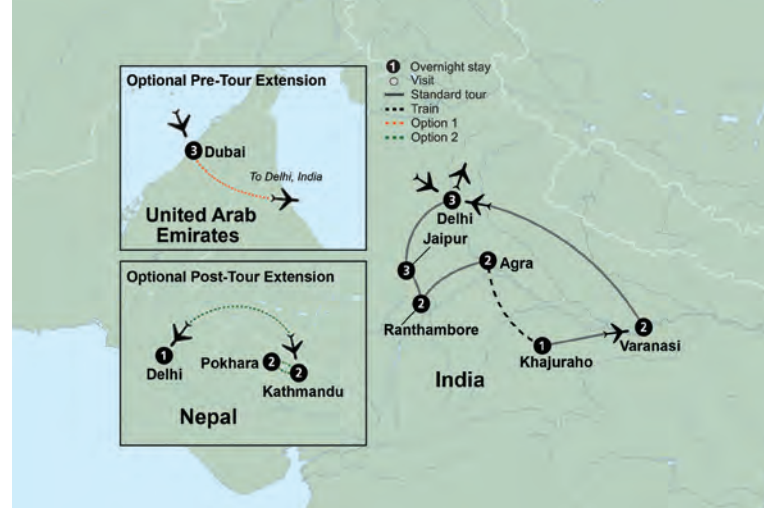 Optional Pre-Tour Extension
3 Dubai
To Delhi, India
United Arab
Emirates
Optional Post-Tour Extension
1
Delhi
Pokhara 2
2
Kathmandu
Nepal
1 Overnight stay
Visit
Standard tour
Train
Option 1
Option 2
3
Delhi
Jaipur
3
2 Agra
2
Ranthambore
1
Khajuraho
2
Varanasi
India